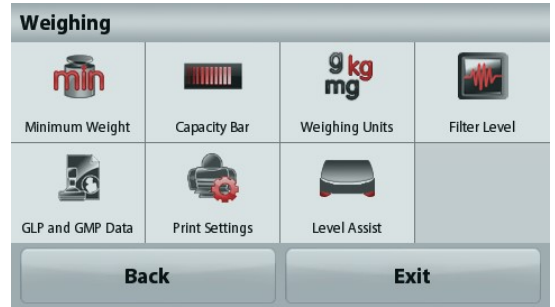 Weighing
min
g kg
mg
Minimum Weight
Capacity Bar
Weighing Units
Filter Level
GLP and GMP Data
Print Settings
Level Assist
Back
Exit